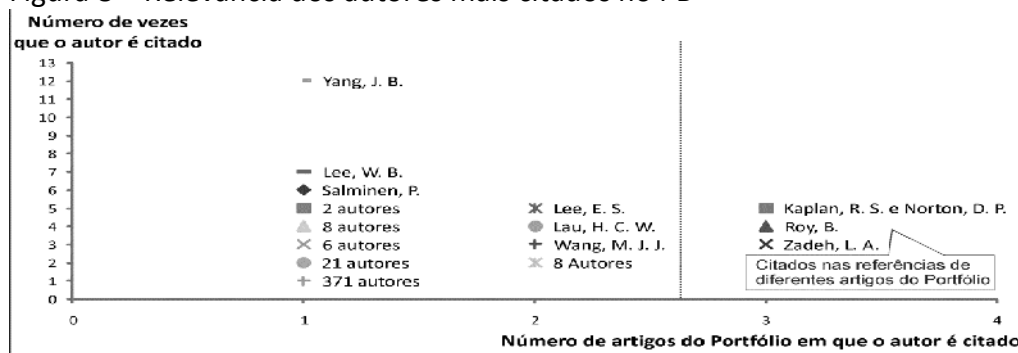 Número de vezes
que o autor é citado
13
12
11
10
9
8
7
6
5
4
3
2
1
0
Yang, J. B.
Lee, W. B.
Salminen, P.
2 autores
8 autores
6 autores
21 autores
371 autores
Lee, E. S.
Lau, H. C. W.
Wang, M. J. J.
8 Autores
Kaplan, R. S. e Norton, D. P.
Roy, B.
Zadeh, L. A.
Citados nas referências de
diferentes artigos do Portfólio
0 1 2 3 4
Número de artigos do Portfólio em que o autor é citado